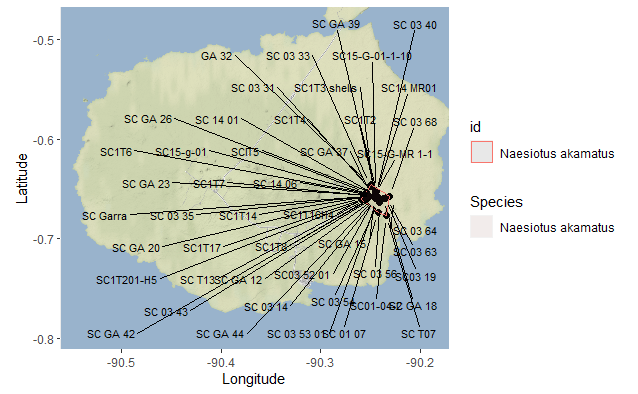 SC GA 39
SC 03 40
-0.5
GA 32
SC 03 33
SC15-G-01-1-10
SC 03 31
SC1T3 shells
SC14 MR01
SC GA 26
SC 14 01
SC1T4
SC1T2
SC 03 68
id
-0.6
SC1T6
SC15-g-01
SClT5
SC GA 37
SC15-G-MR 1-1
Naesiotus akamatus
Latitude
SC GA 23
SC1T7
SC 14 06
Species
SC Garra
SC 03 35
SC1T14
Naesiotus akamatus
SC 03 64
-0.7
SC GA 20
SC1T17
SC GA 15
SC 03 63
SC1T201-H5
SC T13
SC GA 12
SC03 52 01
SC 03 56
SC03 19
SC 03 43
SC 03 14
SC 03 54
SC01-04-2
SC GA 18
SC GA 42
SC GA 44
SC 03 53 01
SC 01 07
SC T07
-0.8
-90.5
-90.4
-90.3
-90.2
Longitude